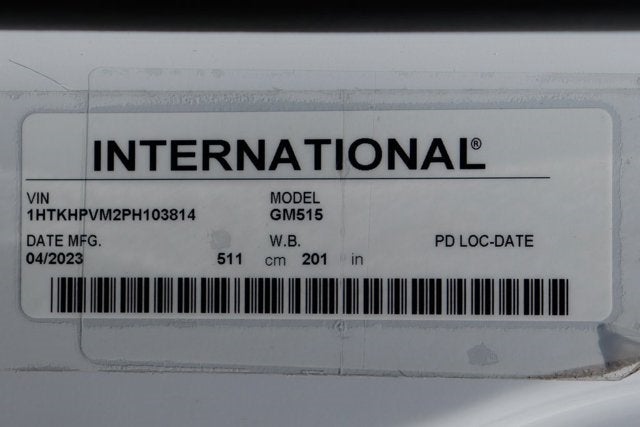 INTERNATIONAL®
VIN MODEL
1HTKHPVM2PH103814 GM515
DATE MFG. W.B. PD LOC-DATE
04/2023 511 cm 201 in